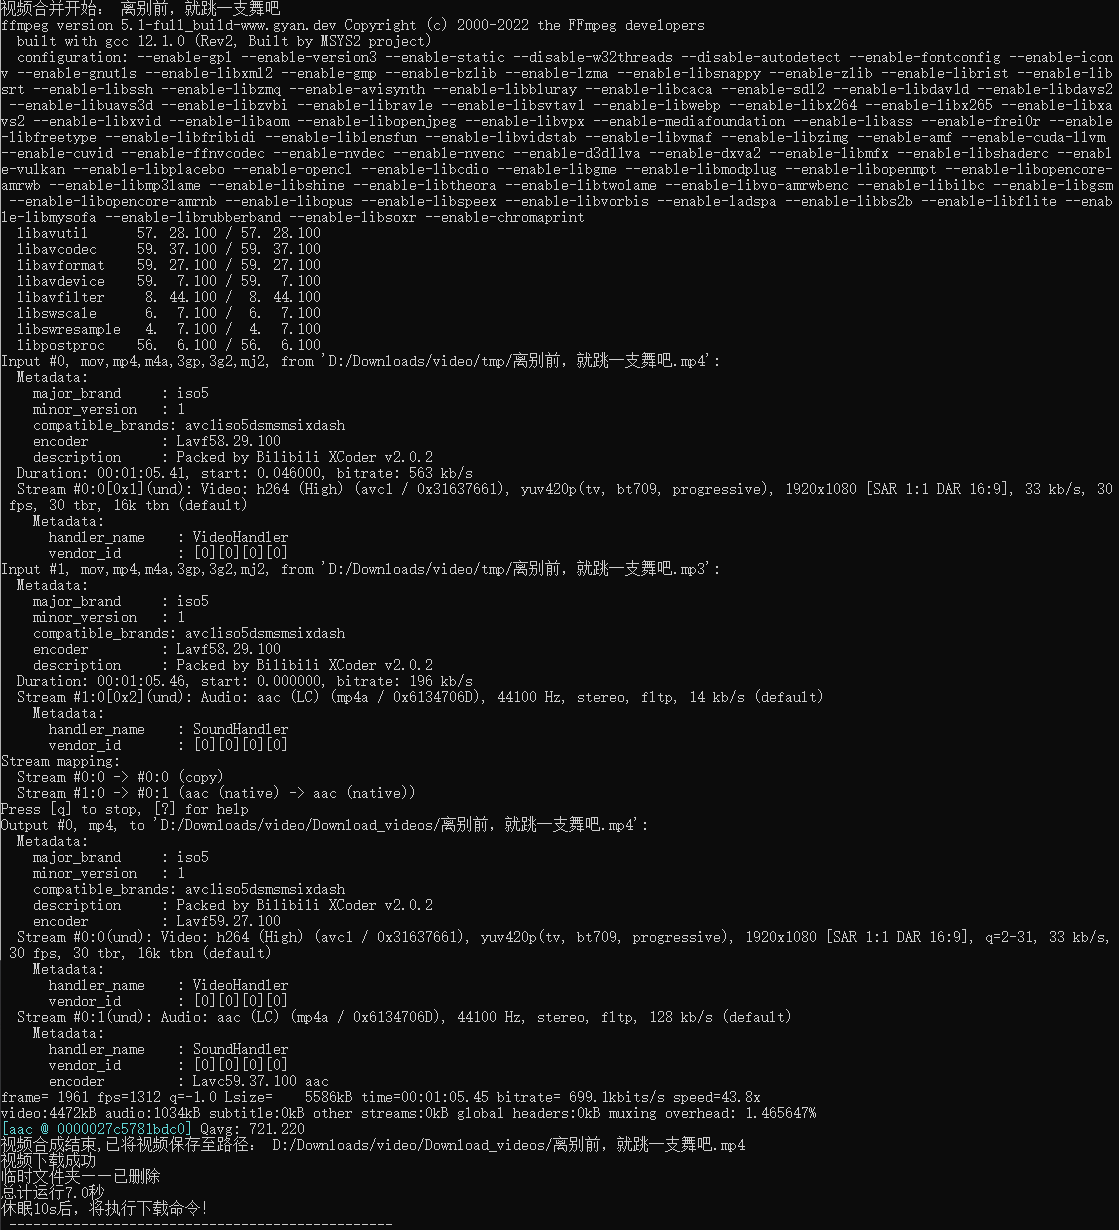 视频合并开始： 离别前，就跳一支舞吧
ffmpeg version 5.1-full_build-www.gyan.dev Copyright (c) 2000-2022 the FFmpeg developers
  built with gcc 12.1.0 (Rev2, Built by MSYS2 project)
  configuration: --enable-gpl --enable-version3 --enable-static --disable-w32threads --disable-autodetect --enable-fontconfig --enable-icon
v --enable-gnutls --enable-libxml2 --enable-gmp --enable-bzlib --enable-lzma --enable-libsnappy --enable-zlib --enable-librist --enable-lib
srt --enable-libssh --enable-libzmq --enable-avisynth --enable-libbluray --enable-libcaca --enable-sdl2 --enable-libdav1d --enable-libdavs2
 --enable-libuavs3d --enable-libzvbi --enable-librav1e --enable-libsvtav1 --enable-libwebp --enable-libx264 --enable-libx265 --enable-libxa
vs2 --enable-libxvid --enable-libaom --enable-libopenjpeg --enable-libvpx --enable-mediafoundation --enable-libass --enable-frei0r --enable
-libfreetype --enable-libfribidi --enable-liblensfun --enable-libvidstab --enable-libvmaf --enable-libzimg --enable-amf --enable-cuda-llvm
--enable-cuvid --enable-ffnvcodec --enable-nvdec --enable-nvenc --enable-d3d11va --enable-dxva2 --enable-libmfx --enable-libshaderc --enabl
e-vulkan --enable-libplacebo --enable-opencl --enable-libcdio --enable-libgme --enable-libmodplug --enable-libopenmpt --enable-libopencore-
amrwb --enable-libmp3lame --enable-libshine --enable-libtheora --enable-libtwolame --enable-libvo-amrwbenc --enable-libilbc --enable-libgsm
 --enable-libopencore-amrnb --enable-libopus --enable-libspeex --enable-libvorbis --enable-ladspa --enable-libbs2b --enable-libflite --enab
le-libmysofa --enable-librubberband --enable-libsoxr --enable-chromaprint
  libavutil      57. 28.100 / 57. 28.100
  libavcodec     59. 37.100 / 59. 37.100
  libavformat    59. 27.100 / 59. 27.100
  libavdevice    59.  7.100 / 59.  7.100
  libavfilter     8. 44.100 /  8. 44.100
  libswscale      6.  7.100 /  6.  7.100
  libswresample   4.  7.100 /  4.  7.100
  libpostproc    56.  6.100 / 56.  6.100
Input #0, mov,mp4,m4a,3gp,3g2,mj2, from 'D:/Downloads/video/tmp/离别前，就跳一支舞吧.mp4':
  Metadata:
    major_brand     : iso5
    minor_version   : 1
    compatible_brands: avc1iso5dsmsmsixdash
    encoder         : Lavf58.29.100
    description     : Packed by Bilibili XCoder v2.0.2
  Duration: 00:01:05.41, start: 0.046000, bitrate: 563 kb/s
  Stream #0:0[0x1](und): Video: h264 (High) (avc1 / 0x31637661), yuv420p(tv, bt709, progressive), 1920x1080 [SAR 1:1 DAR 16:9], 33 kb/s, 30
 fps, 30 tbr, 16k tbn (default)
    Metadata:
      handler_name    : VideoHandler
      vendor_id       : [0][0][0][0]
Input #1, mov,mp4,m4a,3gp,3g2,mj2, from 'D:/Downloads/video/tmp/离别前，就跳一支舞吧.mp3':
  Metadata:
    major_brand     : iso5
    minor_version   : 1
    compatible_brands: avc1iso5dsmsmsixdash
    encoder         : Lavf58.29.100
    description     : Packed by Bilibili XCoder v2.0.2
  Duration: 00:01:05.46, start: 0.000000, bitrate: 196 kb/s
  Stream #1:0[0x2](und): Audio: aac (LC) (mp4a / 0x6134706D), 44100 Hz, stereo, fltp, 14 kb/s (default)
    Metadata:
      handler_name    : SoundHandler
      vendor_id       : [0][0][0][0]
Stream mapping:
  Stream #0:0 -> #0:0 (copy)
  Stream #1:0 -> #0:1 (aac (native) -> aac (native))
Press [q] to stop, [?] for help
Output #0, mp4, to 'D:/Downloads/video/Download_videos/离别前，就跳一支舞吧.mp4':
  Metadata:
    major_brand     : iso5
    minor_version   : 1
    compatible_brands: avc1iso5dsmsmsixdash
    description     : Packed by Bilibili XCoder v2.0.2
    encoder         : Lavf59.27.100
  Stream #0:0(und): Video: h264 (High) (avc1 / 0x31637661), yuv420p(tv, bt709, progressive), 1920x1080 [SAR 1:1 DAR 16:9], q=2-31, 33 kb/s,
 30 fps, 30 tbr, 16k tbn (default)
    Metadata:
      handler_name    : VideoHandler
      vendor_id       : [0][0][0][0]
  Stream #0:1(und): Audio: aac (LC) (mp4a / 0x6134706D), 44100 Hz, stereo, fltp, 128 kb/s (default)
    Metadata:
      handler_name    : SoundHandler
      vendor_id       : [0][0][0][0]
      encoder         : Lavc59.37.100 aac
frame= 1961 fps=1312 q=-1.0 Lsize=    5586kB time=00:01:05.45 bitrate= 699.1kbits/s speed=43.8x
video:4472kB audio:1034kB subtitle:0kB other streams:0kB global headers:0kB muxing overhead: 1.465647%
[aac @ 0000027c5781bdc0] Qavg: 721.220
视频合成结束,已将视频保存至路径： D:/Downloads/video/Download_videos/离别前，就跳一支舞吧.mp4
视频下载成功
临时文件夹一一已删除
总计运行7.0秒
休眠10s后，将执行下载命令!
------------------------------------------------